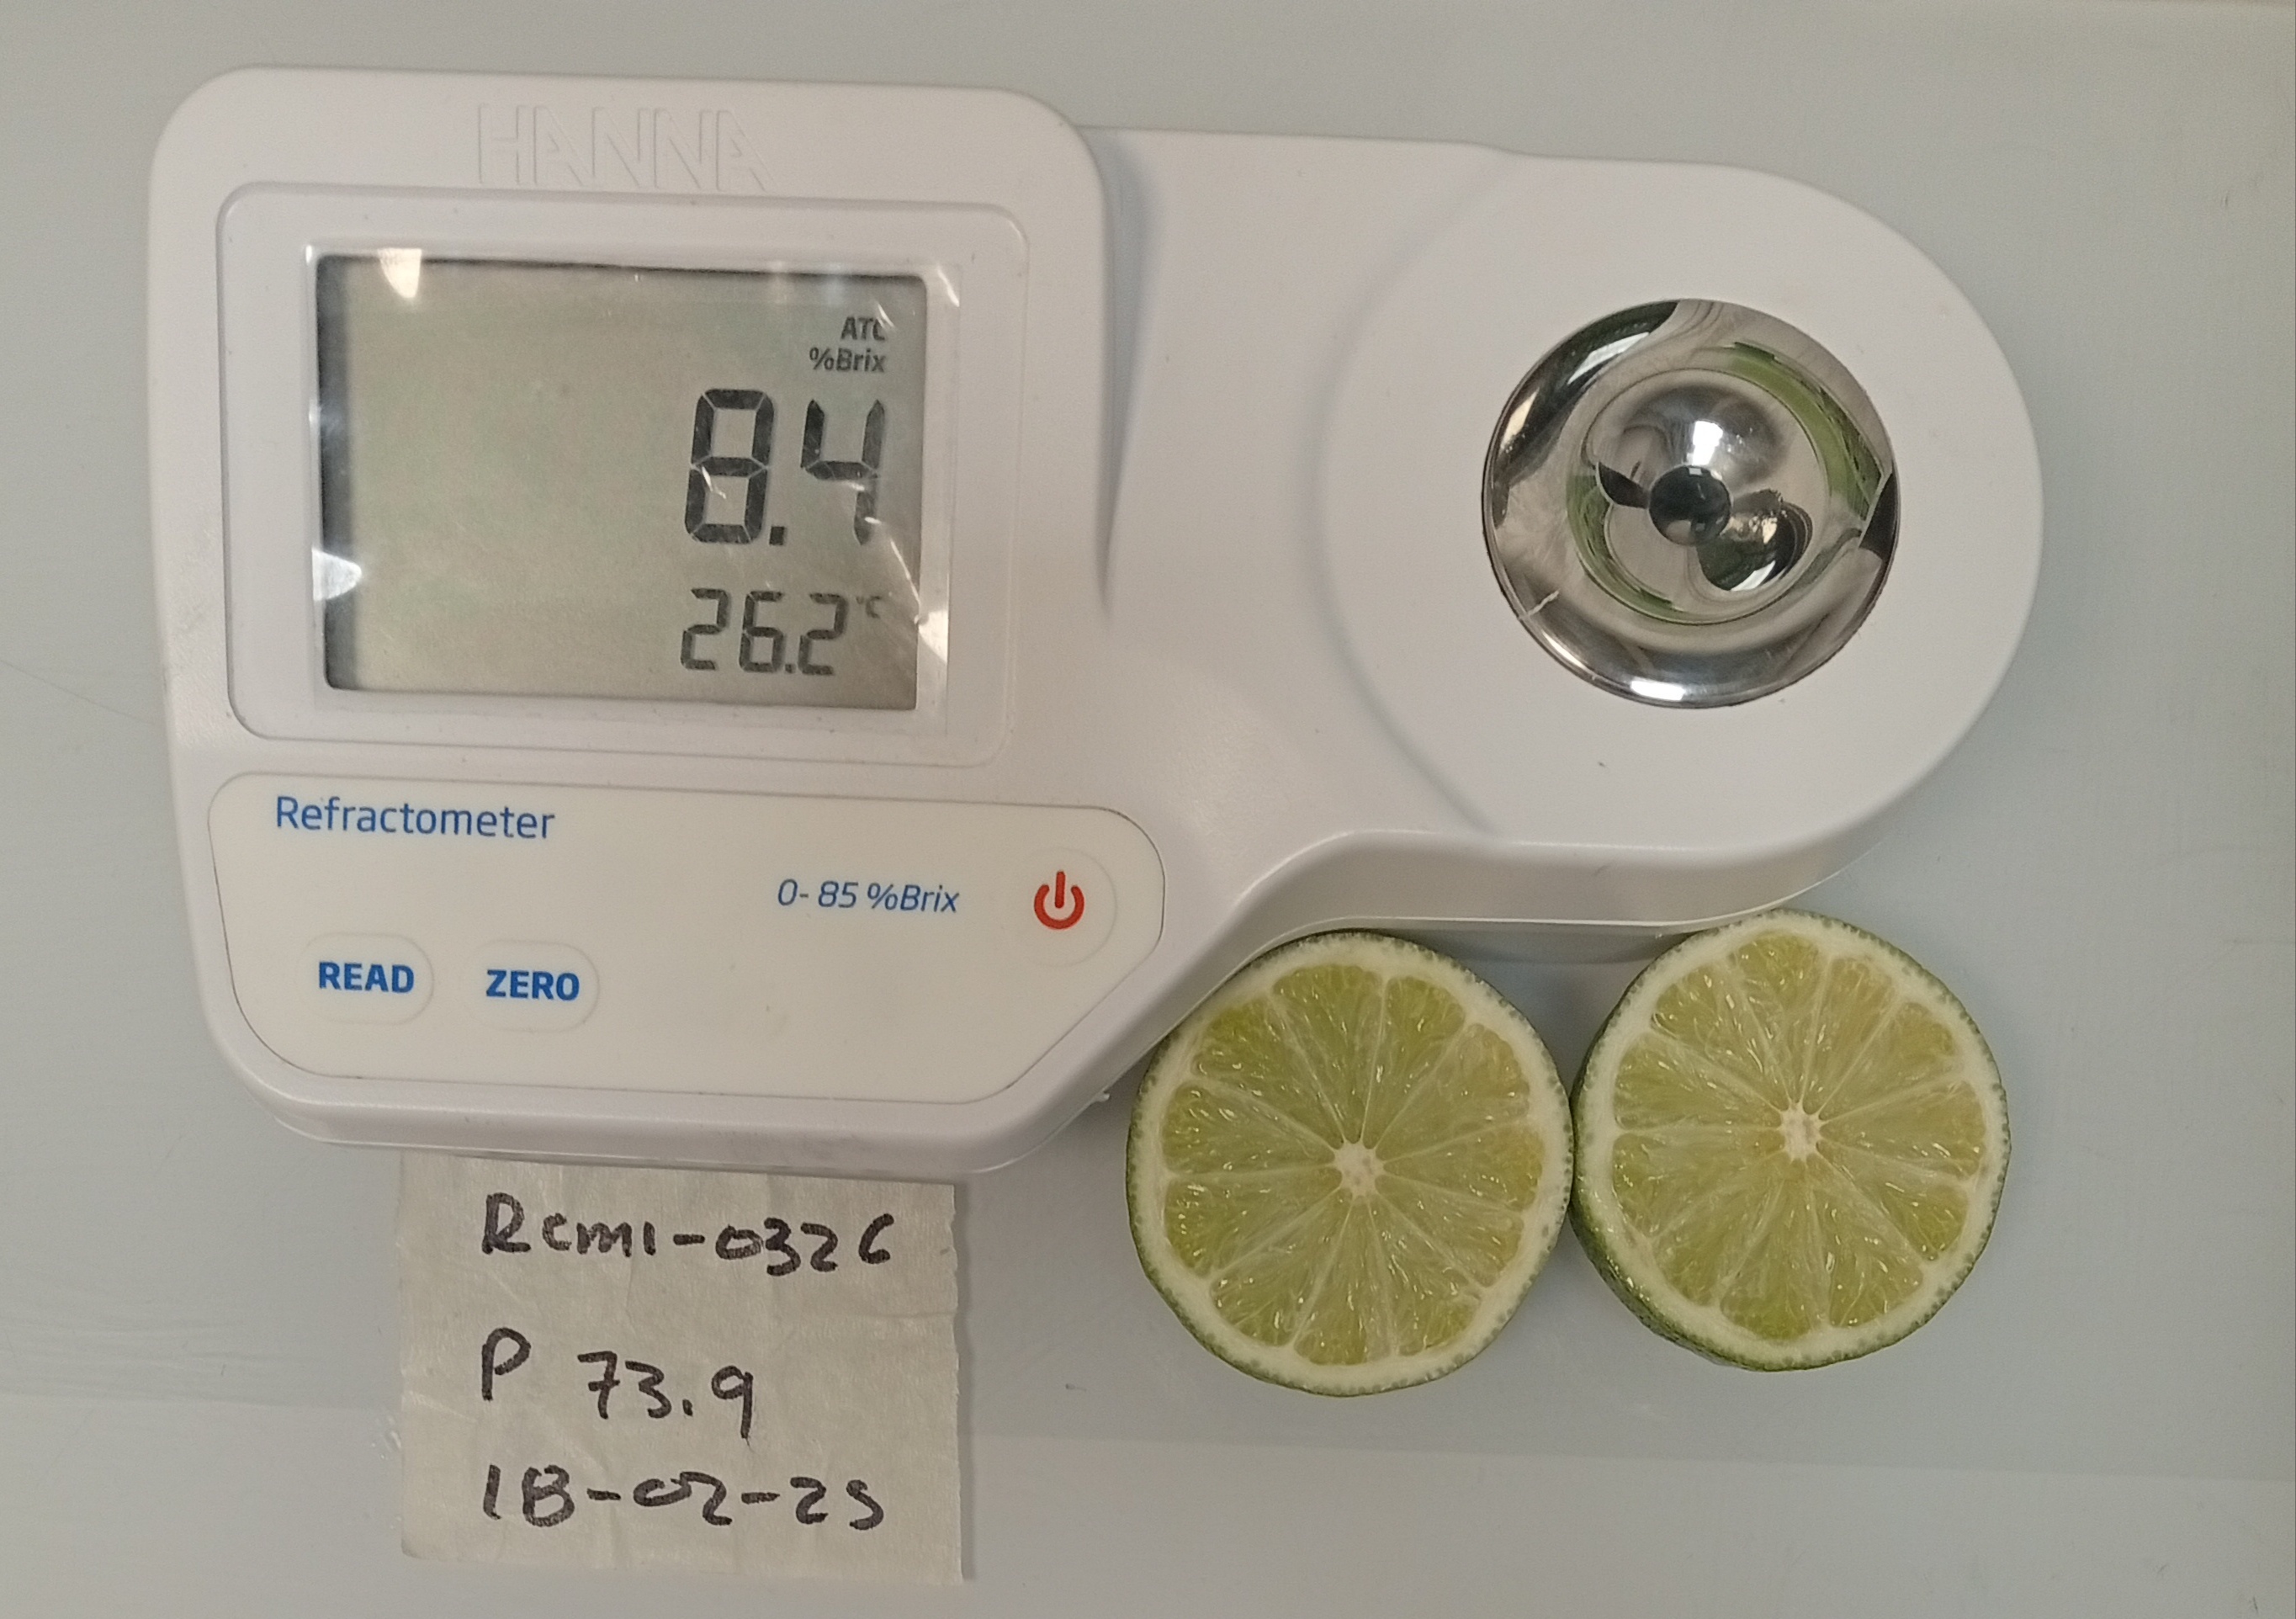 HANNA
ATC
%Brix
8.4
26.2°C
Refractometer
0-85 %Brix
READ
ZERO
RCM1-0326
P 73.9
18-02-25